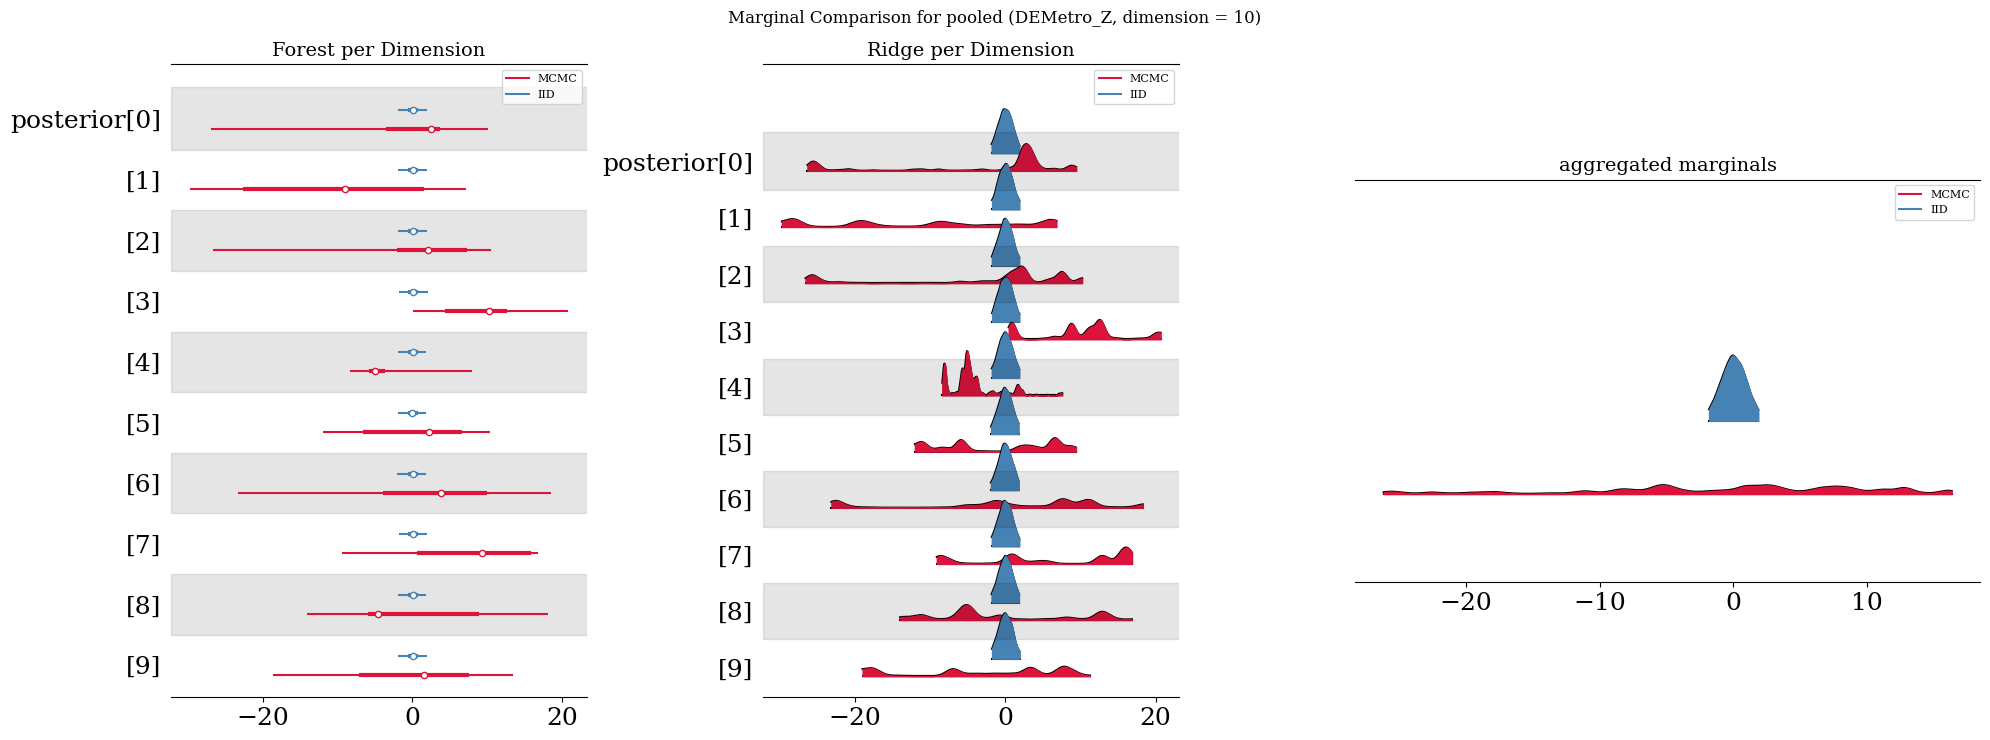 Marginal Comparison for pooled (DEMetro_Z, dimension = 10)
Forest per Dimension
MCMC
IID
posterior[0]
[1]
[2]
[3]
[4]
[5]
[6]
[7]
[8]
[9]
−20 0 20
Ridge per Dimension
MCMC
IID
posterior[0]
[1]
[2]
[3]
[4]
[5]
[6]
[7]
[8]
[9]
−20 0 20
aggregated marginals
MCMC
IID
−20 −10 0 10